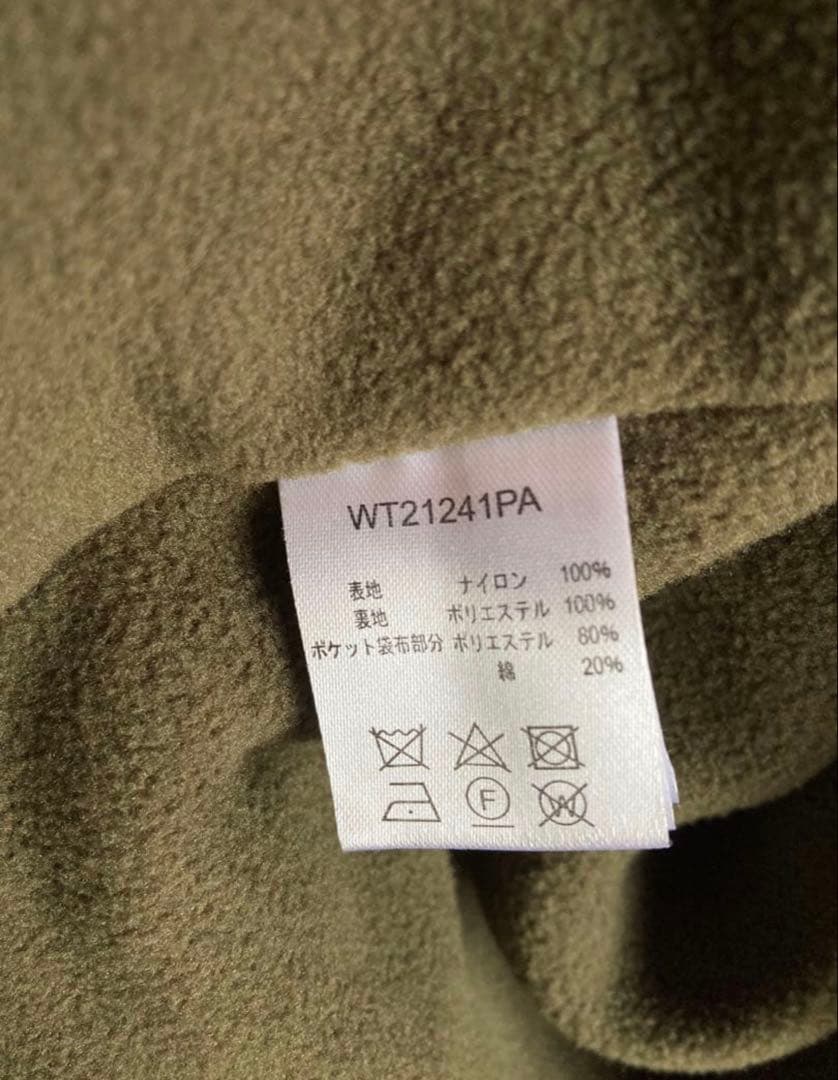 WT21241PA
表地 ナイロン 100%
裏地 ポリエステル 100%
ポケット袋布部分 ポリエステル 80%
綿 20%
F W